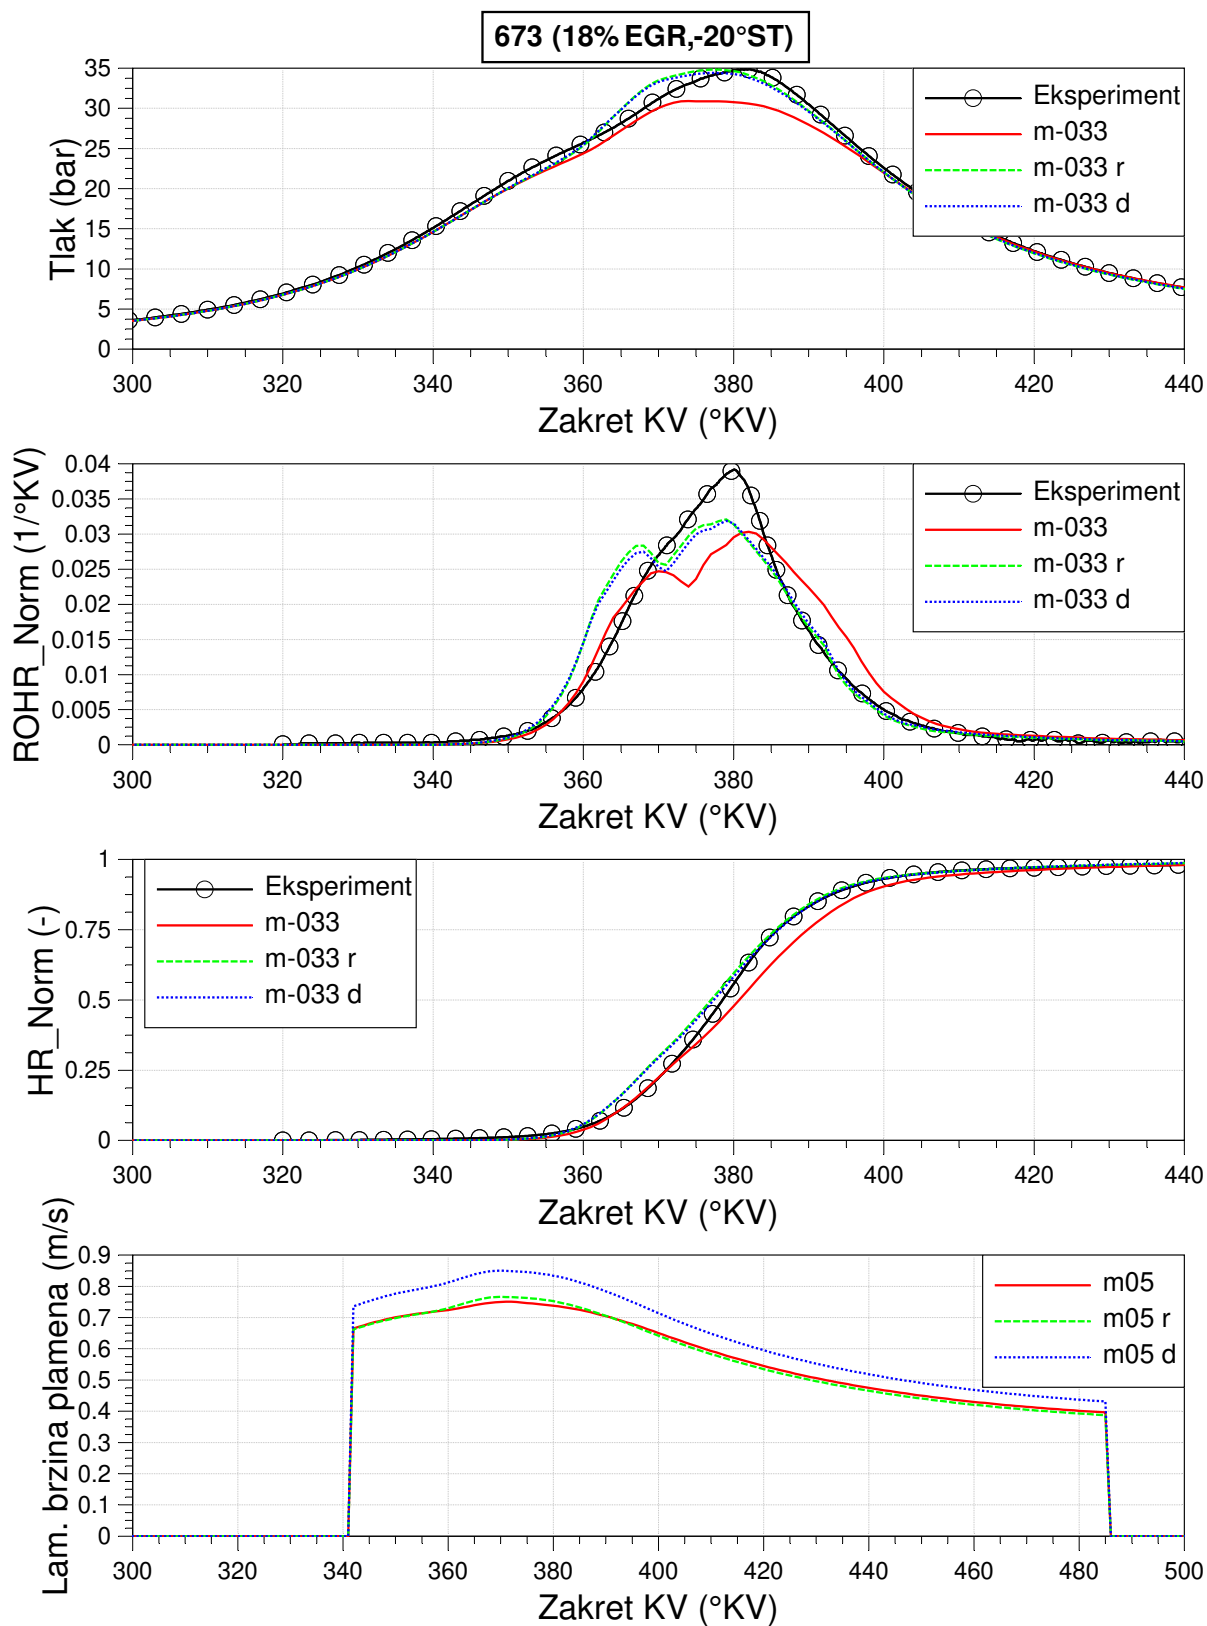 673 (18% EGR,-20°ST)
Tlak (bar)
35
30
25
20
15
10
5
0
Eksperiment
m-033
m-033 r
m-033 d
300 320 340 360 380 400 420 440
Zakret KV (°KV)
ROHR_Norm (1/°KV)
0.04
0.035
0.03
0.025
0.02
0.015
0.01
0.005
0
Eksperiment
m-033
m-033 r
m-033 d
300 320 340 360 380 400 420 440
Zakret KV (°KV)
HR_Norm (-)
1
0.75
0.5
0.25
0
Eksperiment
m-033
m-033 r
m-033 d
300 320 340 360 380 400 420 440
Zakret KV (°KV)
Lam. brzina plamena (m/s)
0.9
0.8
0.7
0.6
0.5
0.4
0.3
0.2
0.1
0
m05
m05 r
m05 d
300 320 340 360 380 400 420 440 460 480 500
Zakret KV (°KV)